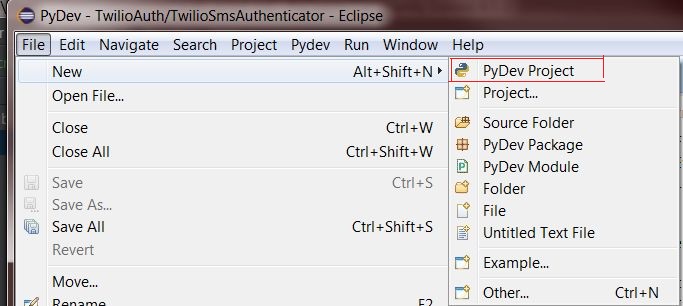 PyDev - TwilioAuth/TwilioSmsAuthenticator - Eclipse
File Edit Navigate Search Project Pydev Run Window Help
New Alt+Shift+N
Open File...
Close Ctrl+W
Close All Ctrl+Shift+W
Save Ctrl+S
Save As...
Save All Ctrl+Shift+S
Revert
Move...
Rename... F2
PyDev Project
Project...
Source Folder
PyDev Package
PyDev Module
Folder
File
Untitled Text File
Example...
Other... Ctrl+N